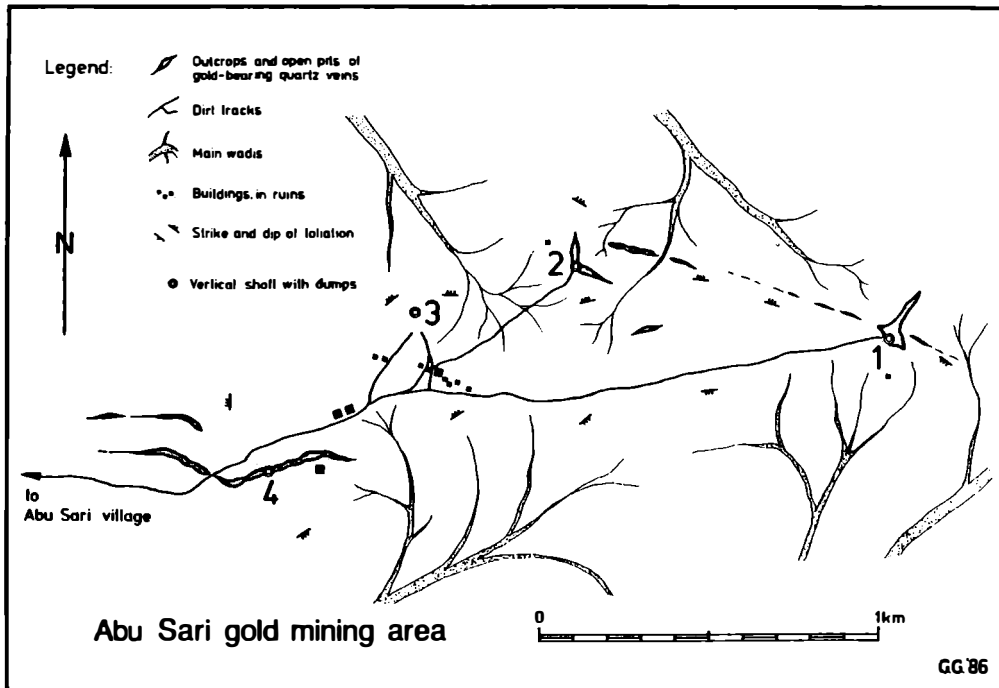 Legend:
Outcrops and open pits of
gold-bearing quartz veins
Dirt tracks
Main wadis
Buildings. in ruins
Strike and dip of foliation
Vertical shaft with dumps
N
2
3
1
4
to
Abu Sari village
Abu Sari gold mining area
0 1km
G.G.'86